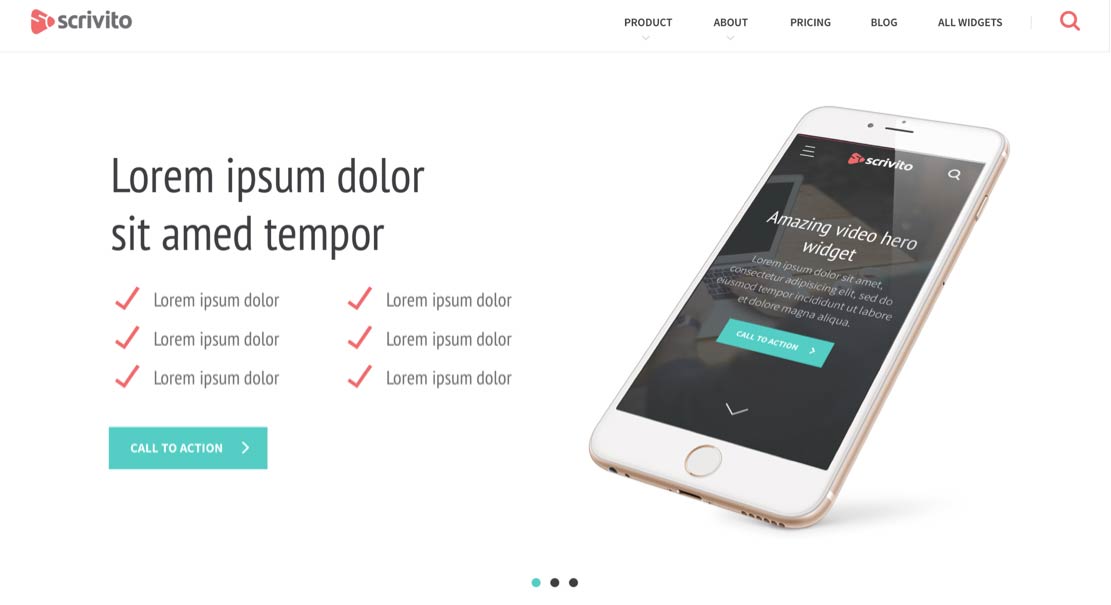 scrivito
PRODUCT
ABOUT
PRICING
BLOG
ALL WIDGETS
Lorem ipsum dolor
sit amed tempor
Lorem ipsum dolor
Lorem ipsum dolor
Lorem ipsum dolor
Lorem ipsum dolor
Lorem ipsum dolor
Lorem ipsum dolor
CALL TO ACTION
scrivito
Amazing video hero
widget
Lorem ipsum dolor sit amet,
consectetur adipisicing elit, sed do
eiusmod tempor incididunt ut labore
et dolore magna aliqua.
CALL TO ACTION